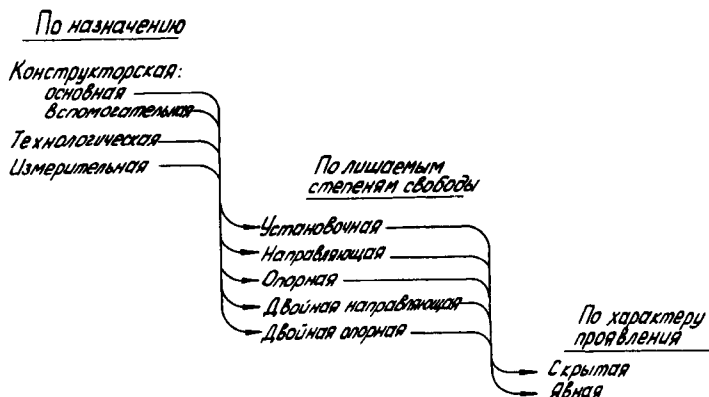 По назначению
Конструкторская:
основная
вспомогательная
Технологическая
Измерительная
По лишаемым
степеням свободы
Установочная
Направляющая
Опорная
Двойная направляющая
Двойная опорная
По характеру
проявления
Скрытая
Явная